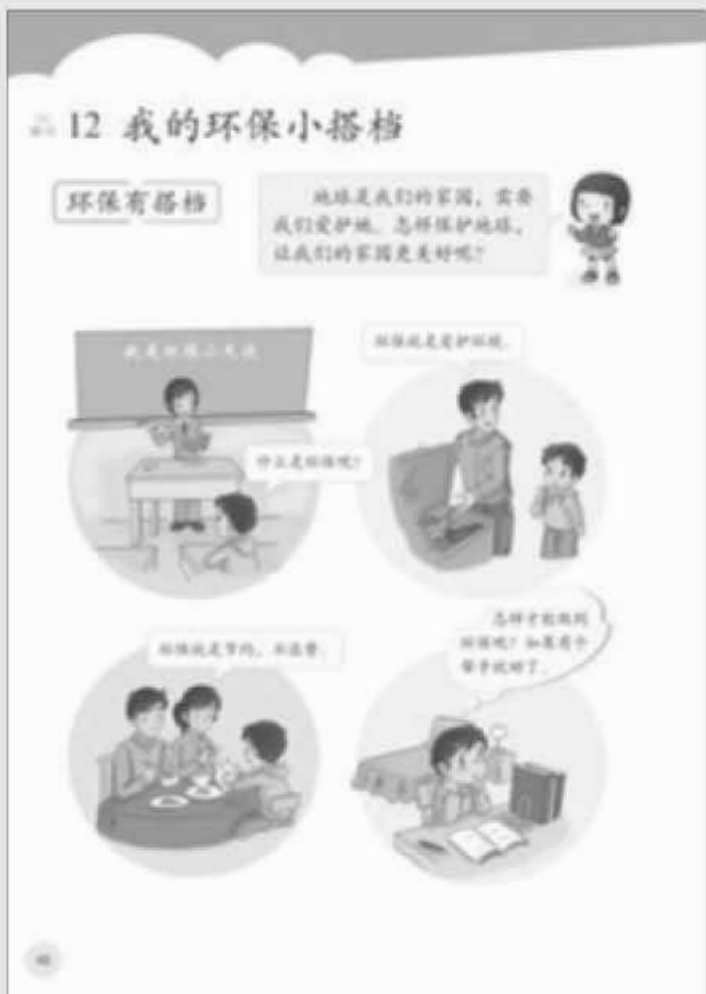 12 我的环保小搭档
环保有搭档
地球是我们的家园，需要
我们爱护她。怎样保护地球，
让我们的家园更美好呢？
环保就是爱护环境。
什么是环保呢？
环保就是节约，不浪费。
怎样才能做到
环保呢？如果有个
帮手就好了。